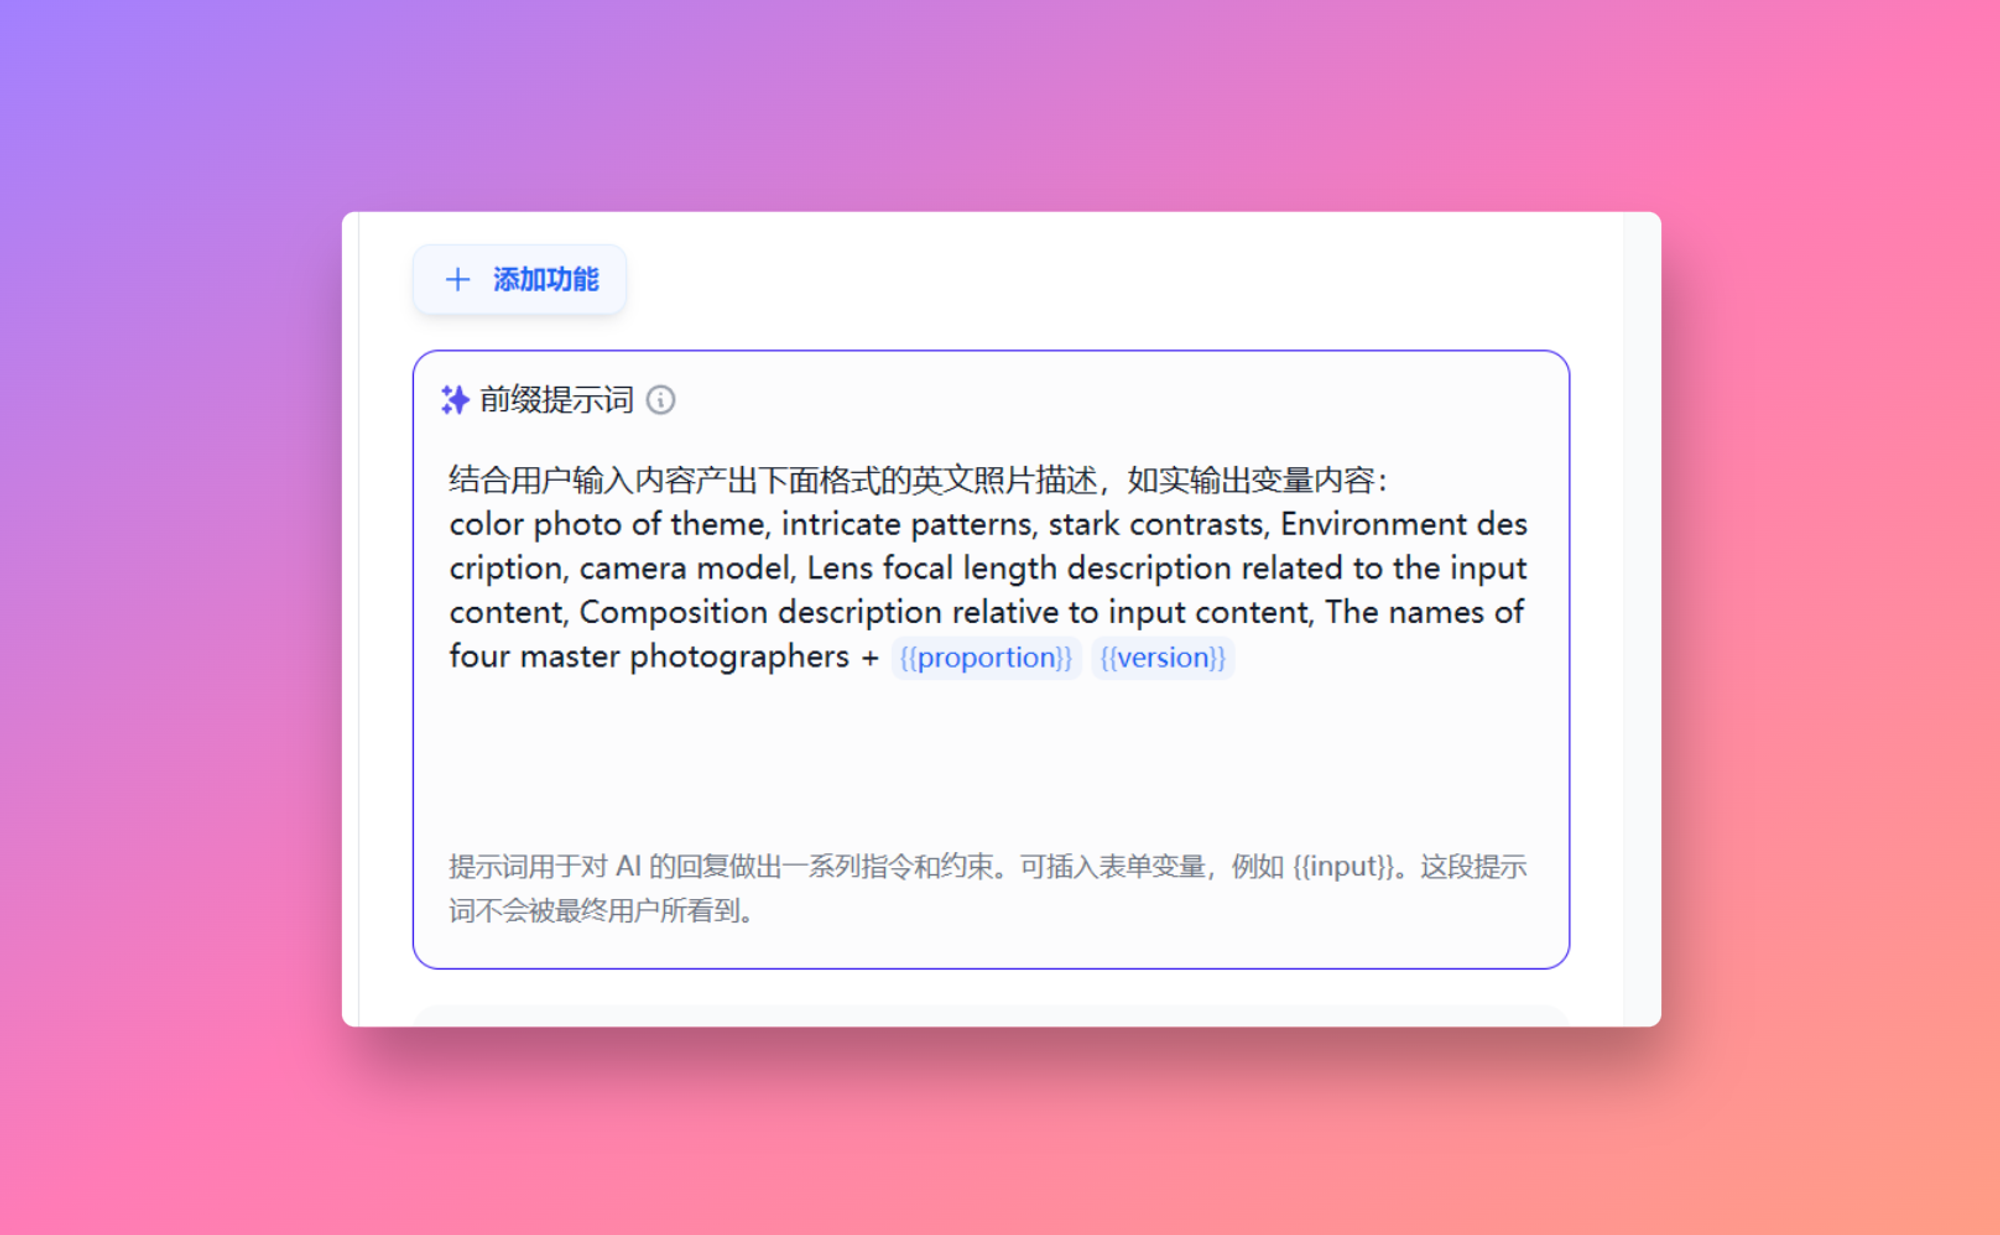 添加功能
前缀提示词
结合用户输入内容产出下面格式的英文照片描述，如实输出变量内容：
color photo of theme, intricate patterns, stark contrasts, Environment des
cription, camera model, Lens focal length description related to the input
content, Composition description relative to input content, The names of
four master photographers + {{proportion}} {{version}}
提示词用于对 AI 的回复做出一系列指令和约束。可插入表单变量，例如 {{input}}。这段提示
词不会被最终用户所看到。